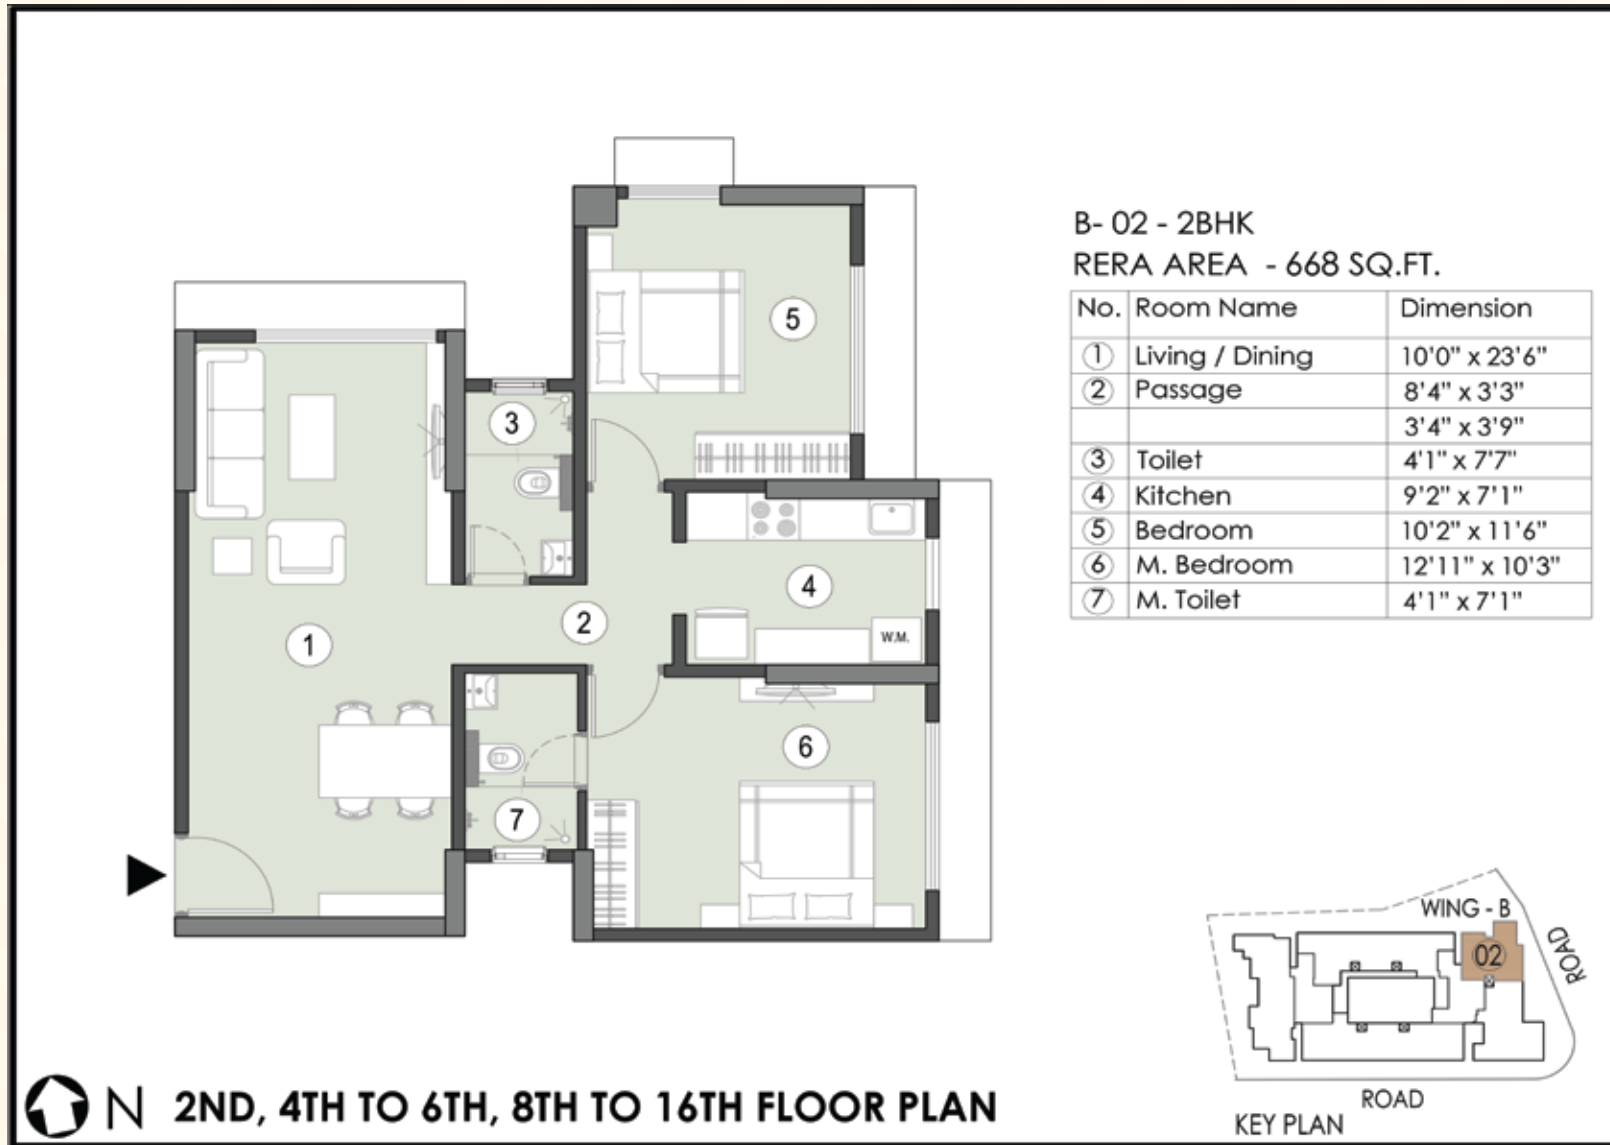 B- 02 - 2BHK
RERA AREA - 668 SQ.FT.
No. Room Name Dimension
1 Living / Dining 10'0" x 23'6"
2 Passage 8'4" x 3'3"
3'4" x 3'9"
3 Toilet 4'1" x 7'7"
4 Kitchen 9'2" x 7'1"
5 Bedroom 10'2" x 11'6"
6 M. Bedroom 12'11" x 10'3"
7 M. Toilet 4'1" x 7'1"
5
3
4
2
1
W.M.
6
7
WING - B
02
ROAD
ROAD
KEY PLAN
N 2ND, 4TH TO 6TH, 8TH TO 16TH FLOOR PLAN